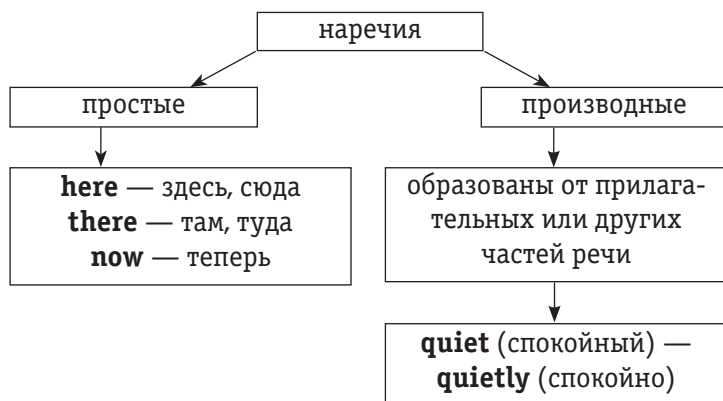 наречия
простые
производные
here — здесь, сюда
there — там, туда
now — теперь
образованы от прилага-
тельных или других
частей речи
quiet (спокойный) —
quietly (спокойно)